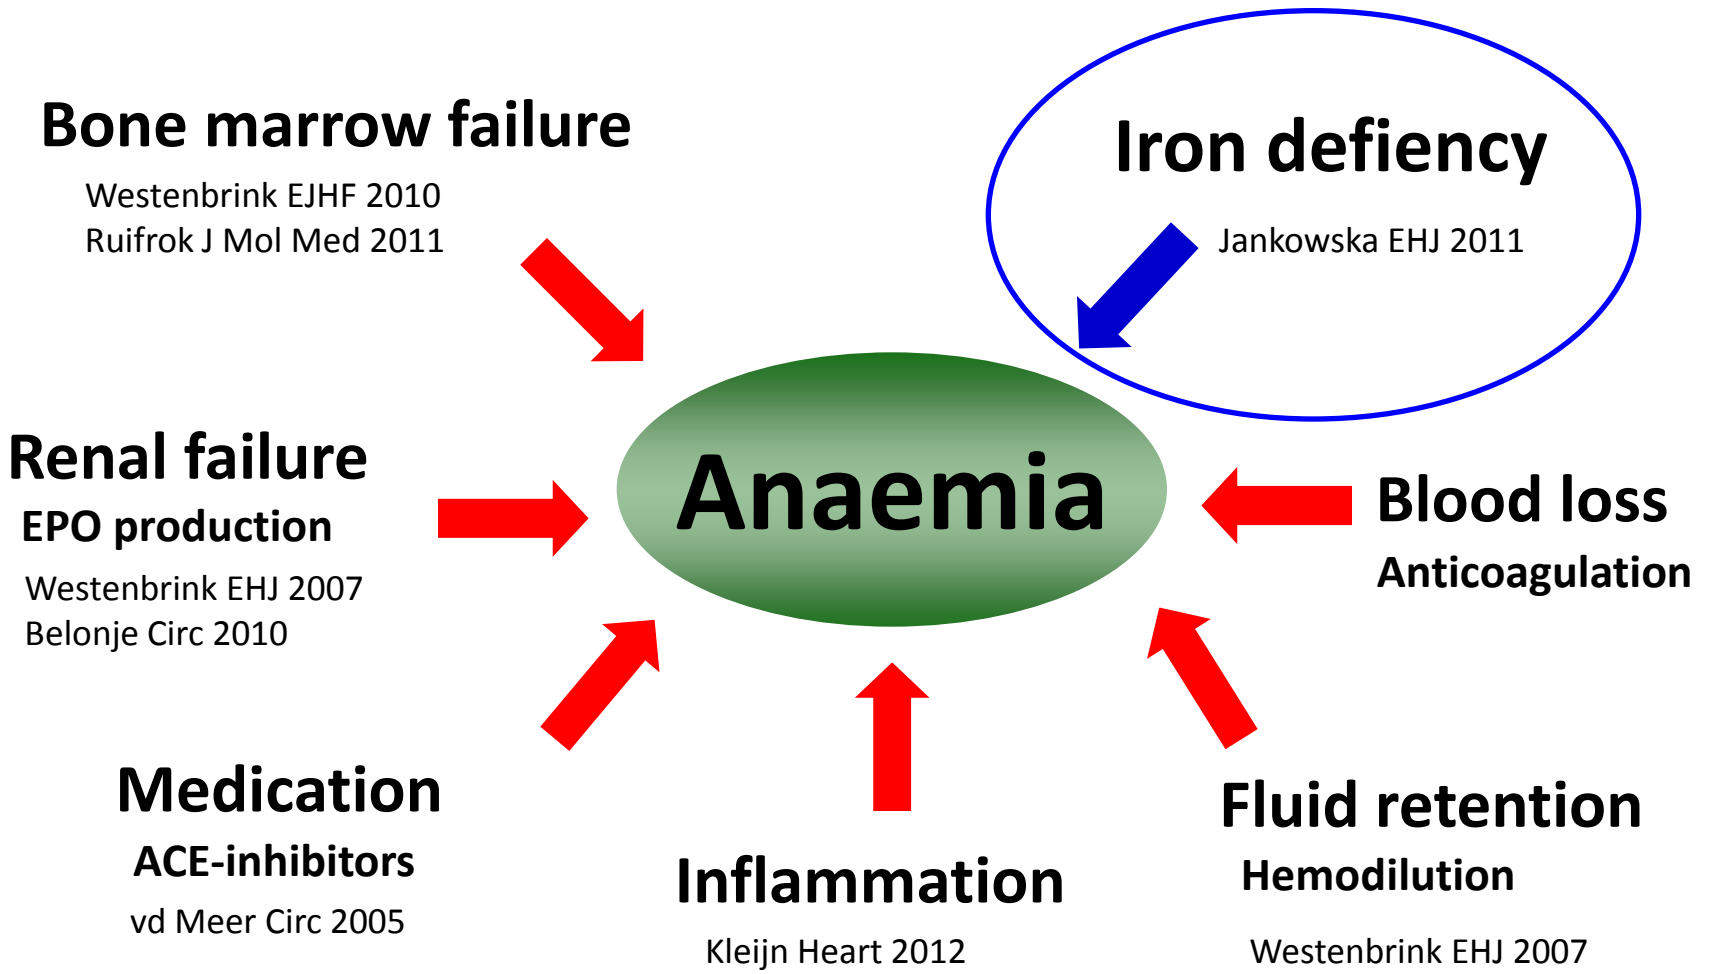 Bone marrow failure
Westenbrink EJHF 2010
Ruifrok J Mol Med 2011
Iron defiency
Jankowska EHJ 2011
Renal failure
EPO production
Westenbrink EHJ 2007
Belonje Circ 2010
Anaemia
Blood loss
Anticoagulation
Medication
ACE-inhibitors
vd Meer Circ 2005
Inflammation
Kleijn Heart 2012
Fluid retention
Hemodilution
Westenbrink EHJ 2007